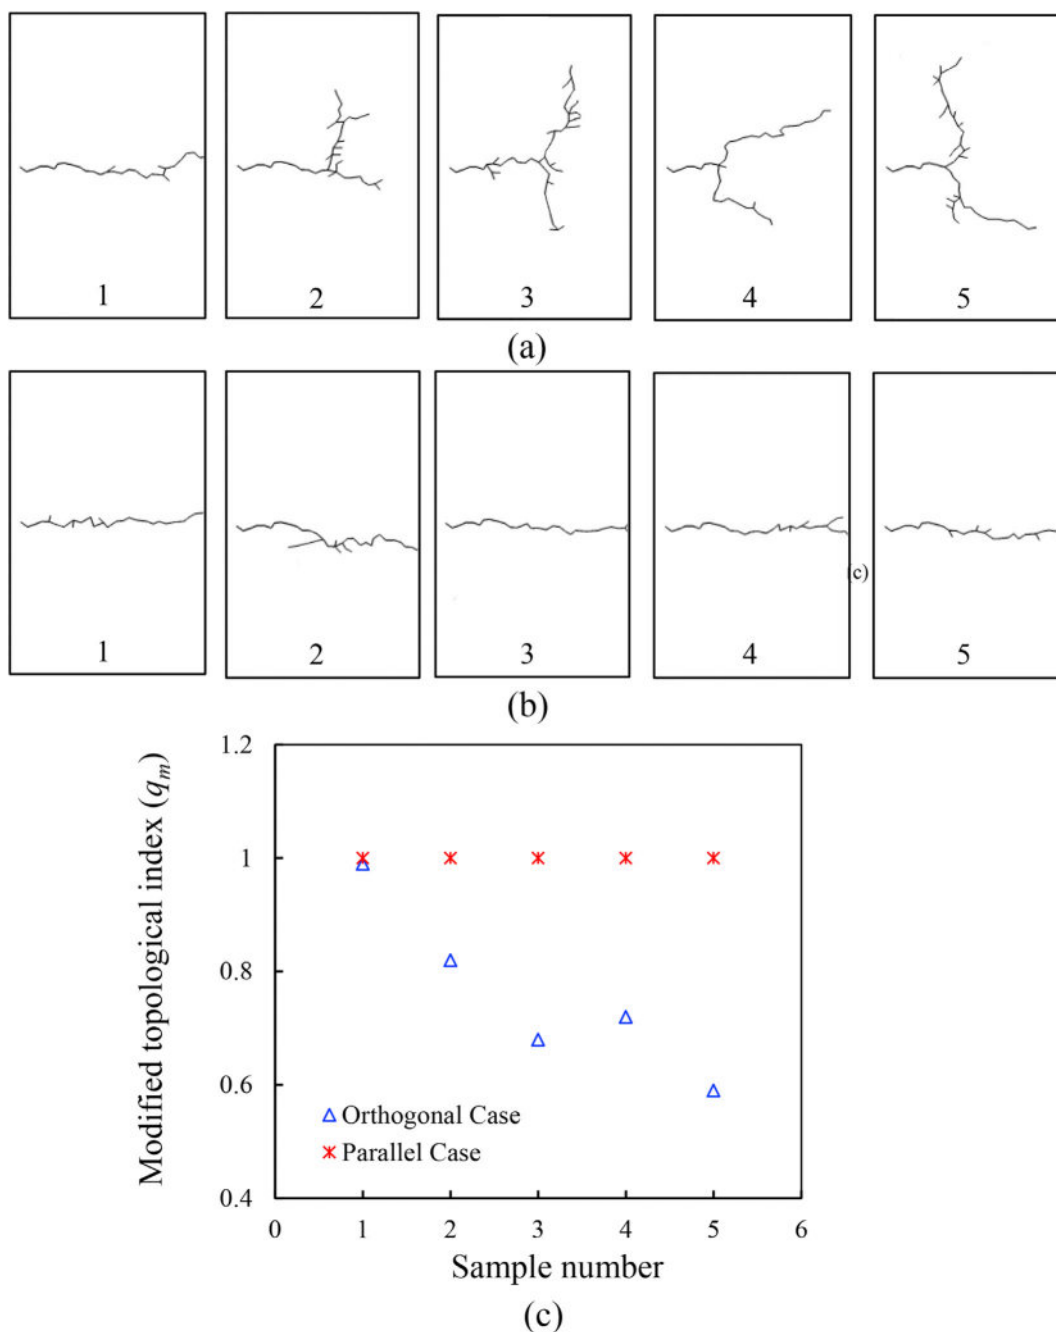 1 2 3 4 5
(a)
1 2 3 4 5
(c)
(b)
Modified topological index (q_m)
1.2
1
0.8
0.6
0.4
Orthogonal Case
Parallel Case
0 1 2 3 4 5 6
Sample number
(c)